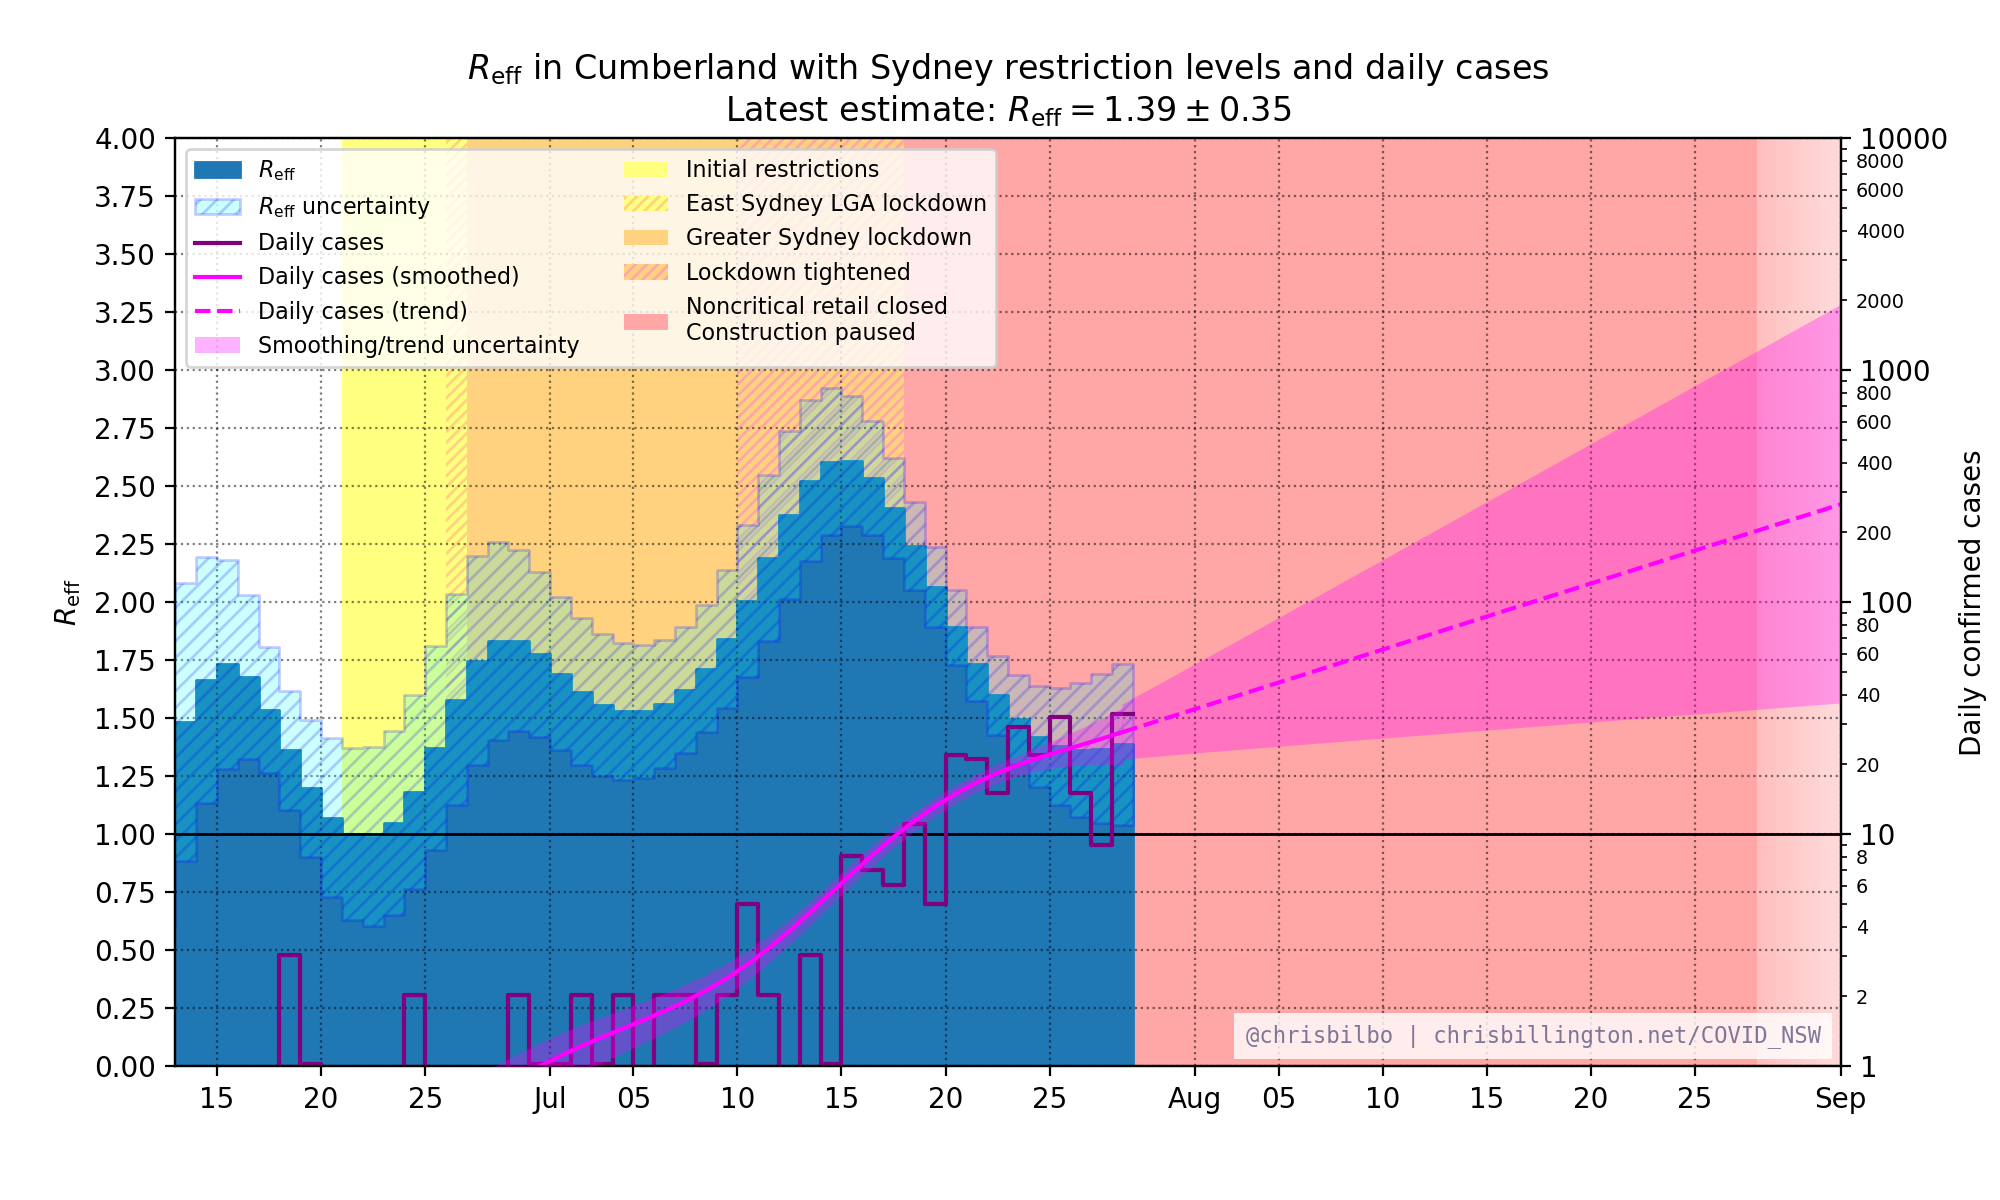 R_eff in Cumberland with Sydney restriction levels and daily cases
Latest estimate: R_eff = 1.39 ± 0.35
R_eff
R_eff uncertainty
Daily cases
Daily cases (smoothed)
Daily cases (trend)
Smoothing/trend uncertainty
Initial restrictions
East Sydney LGA lockdown
Greater Sydney lockdown
Lockdown tightened
Noncritical retail closed
Construction paused
R_eff
4.00
3.75
3.50
3.25
3.00
2.75
2.50
2.25
2.00
1.75
1.50
1.25
1.00
0.75
0.50
0.25
0.00
10000
8000
6000
4000
2000
1000
800
600
400
200
100
80
60
40
20
10
8
6
4
2
1
Daily confirmed cases
@chrisbilbo | chrisbillington.net/COVID_NSW
15 20 25 Jul 05 10 15 20 25 Aug 05 10 15 20 25 Sep